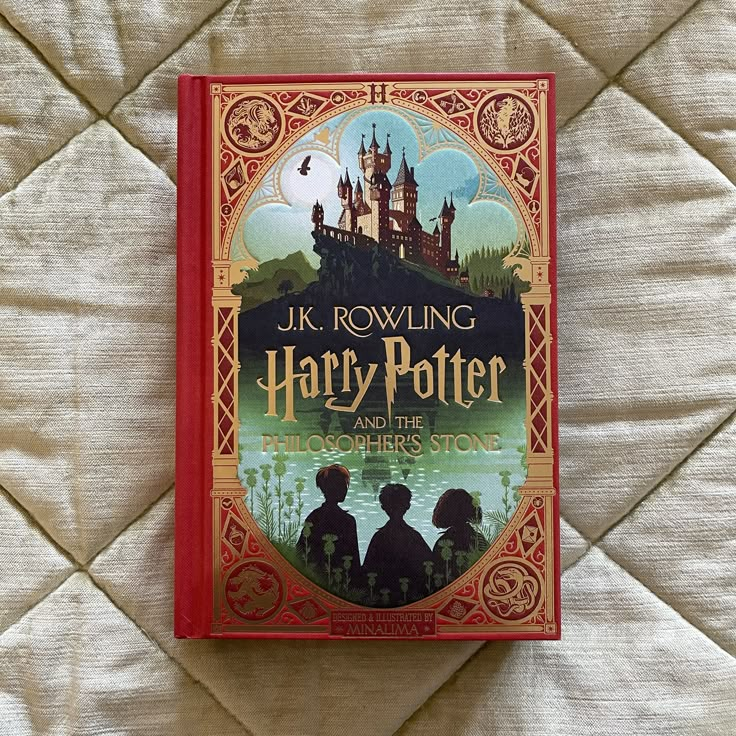 H
J.K. ROWLING
Harry Potter
AND THE
PHILOSOPHER'S STONE
DESIGNED & ILLUSTRATED BY
MINALIMA